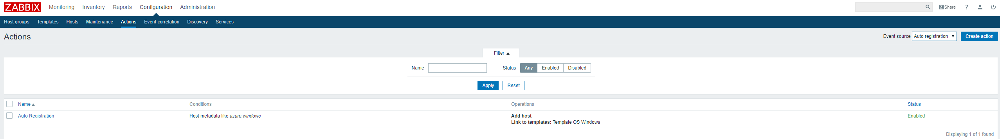 ZABBIX Monitoring Inventory Reports Configuration Administration Z Share ?
Host groups Templates Hosts Maintenance Actions Event correlation Discovery Services
Actions Event source Auto registration ▼ Create action
Filter ▲
Name Status Any Enabled Disabled
Apply Reset
Name ▲ Conditions Operations Status
Auto Registration Host metadata like azure.windows Add host Enabled
Link to templates: Template OS Windows
Displaying 1 of 1 found